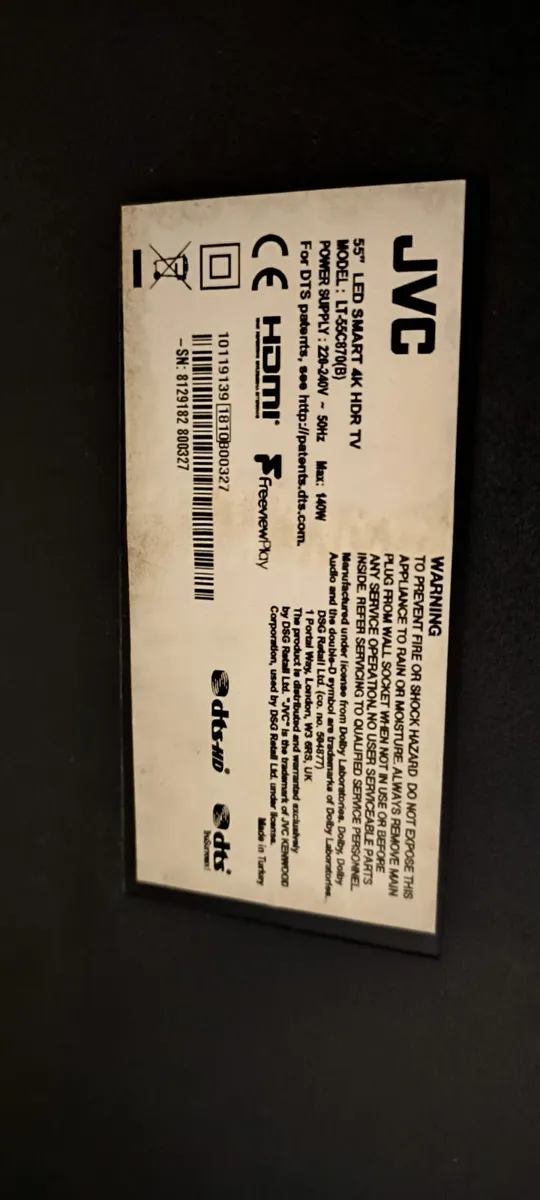 JVC
55" LED SMART 4K HDR TV
MODEL : LT-55C870(B)
POWER SUPPLY : 220-240V ~ 50Hz Max: 140W
For DTS patents, see http://patents.dts.com.
CE
HDMI
FreeviewPlay
10119139 1810800327
-SN: 8129182 800327
WARNING
TO PREVENT FIRE OR SHOCK HAZARD DO NOT EXPOSE THIS
APPLIANCE TO RAIN OR MOISTURE. ALWAYS REMOVE MAIN
PLUG FROM WALL SOCKET WHEN NOT IN USE OR BEFORE
ANY SERVICE OPERATION. NO USER SERVICEABLE PARTS
INSIDE. REFER SERVICING TO QUALIFIED SERVICE PERSONNEL
Manufactured under license from Dolby Laboratories. Dolby, Dolby
Audio and the double-D symbol are trademarks of Dolby Laboratories.
DSG Retail Ltd. (co. no. 504877)
1 Portal Way, London, W3 6RS, UK
The product is distributed and warranted exclusively
by DSG Retail Ltd. "JVC" is the trademark of JVC KENWOOD
Corporation, used by DSG Retail Ltd. under license.
Made in Turkey
dts-HD
dts
TruSurround